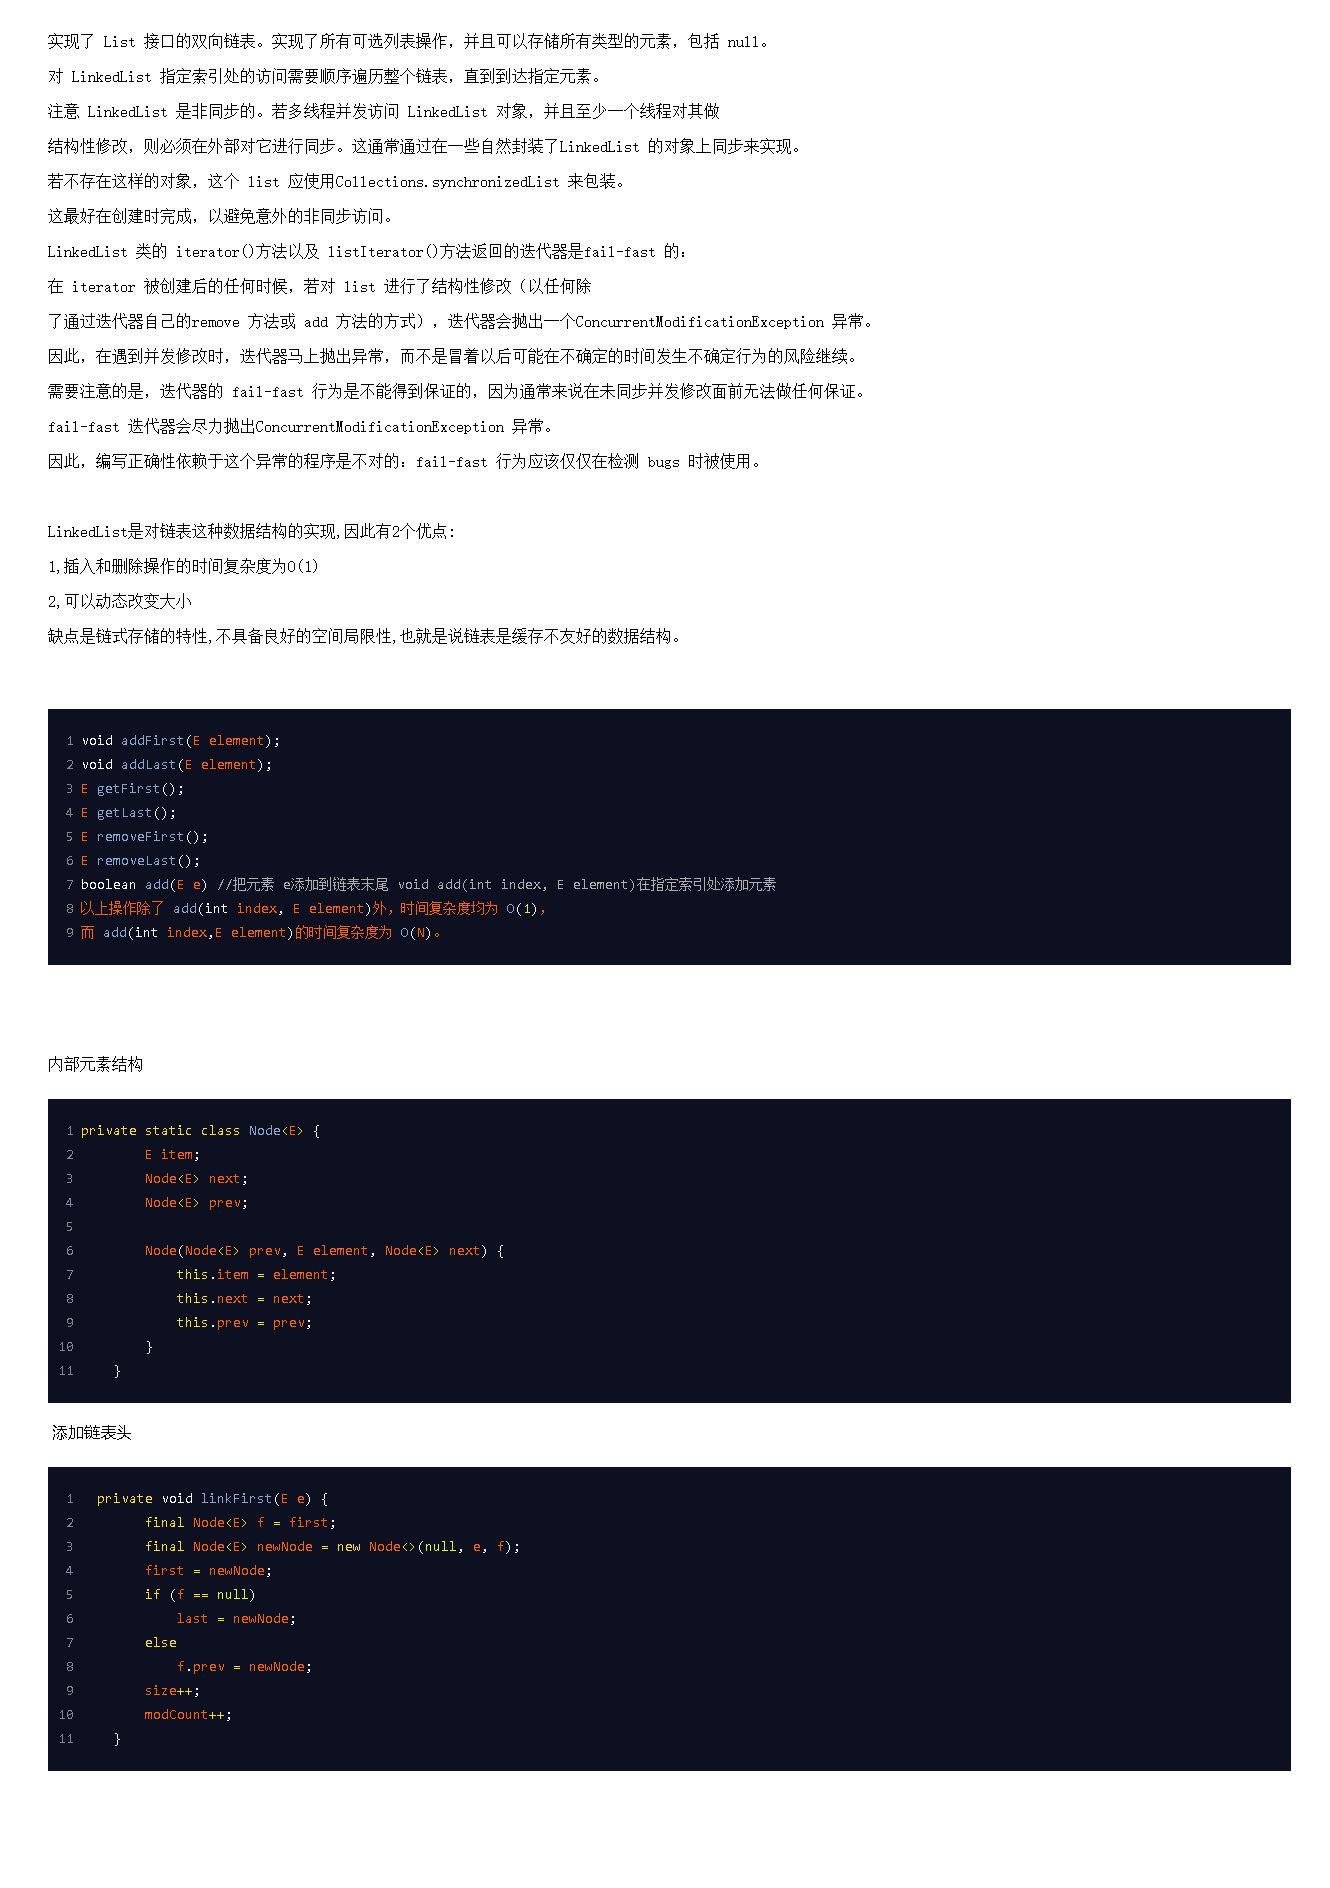 实现了 List 接口的双向链表。实现了所有可选列表操作，并且可以存储所有类型的元素，包括 null。
对 LinkedList 指定索引处的访问需要顺序遍历整个链表，直到到达指定元素。
注意 LinkedList 是非同步的。若多线程并发访问 LinkedList 对象，并且至少一个线程对其做
结构性修改，则必须在外部对它进行同步。这通常通过在一些自然封装了LinkedList 的对象上同步来实现。
若不存在这样的对象，这个 list 应使用Collections.synchronizedList 来包装。
这最好在创建时完成，以避免意外的非同步访问。
LinkedList 类的 iterator()方法以及 listIterator()方法返回的迭代器是fail-fast 的：
在 iterator 被创建后的任何时候，若对 list 进行了结构性修改（以任何除
了通过迭代器自己的remove 方法或 add 方法的方式），迭代器会抛出一个ConcurrentModificationException 异常。
因此，在遇到并发修改时，迭代器马上抛出异常，而不是冒着以后可能在不确定的时间发生不确定行为的风险继续。
需要注意的是，迭代器的 fail-fast 行为是不能得到保证的，因为通常来说在未同步并发修改面前无法做任何保证。
fail-fast 迭代器会尽力抛出ConcurrentModificationException 异常。
因此，编写正确性依赖于这个异常的程序是不对的：fail-fast 行为应该仅仅在检测 bugs 时被使用。
LinkedList是对链表这种数据结构的实现,因此有2个优点:
1,插入和删除操作的时间复杂度为O(1)
2,可以动态改变大小
缺点是链式存储的特性,不具备良好的空间局限性,也就是说链表是缓存不友好的数据结构。
1 void addFirst(E element);
2 void addLast(E element);
3 E getFirst();
4 E getLast();
5 E removeFirst();
6 E removeLast();
7 boolean add(E e) //把元素 e添加到链表末尾 void add(int index, E element)在指定索引处添加元素
8 以上操作除了 add(int index, E element)外，时间复杂度均为 O(1)，
9 而 add(int index,E element)的时间复杂度为 O(N)。
内部元素结构
1 private static class Node<E> {
2         E item;
3         Node<E> next;
4         Node<E> prev;
5
6         Node(Node<E> prev, E element, Node<E> next) {
7             this.item = element;
8             this.next = next;
9             this.prev = prev;
10         }
11     }
添加链表头
1   private void linkFirst(E e) {
2         final Node<E> f = first;
3         final Node<E> newNode = new Node<>(null, e, f);
4         first = newNode;
5         if (f == null)
6             last = newNode;
7         else
8             f.prev = newNode;
9         size++;
10         modCount++;
11     }